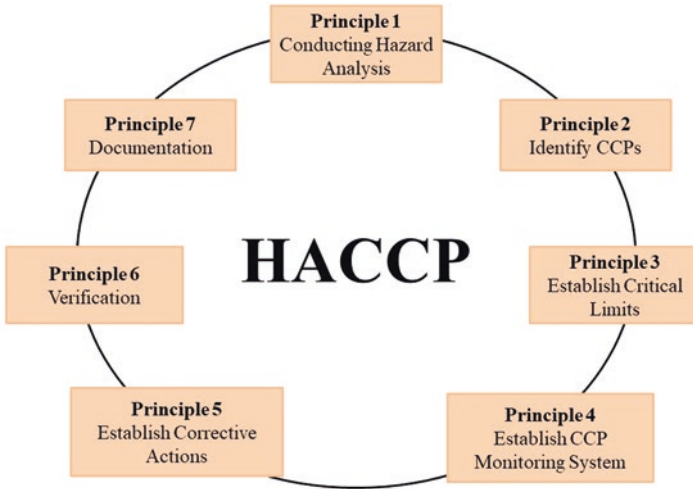 Principle 1
Conducting Hazard
Analysis
Principle 2
Identify CCPs
Principle 3
Establish Critical
Limits
Principle 4
Establish CCP
Monitoring System
Principle 5
Establish Corrective
Actions
Principle 6
Verification
Principle 7
Documentation
HACCP